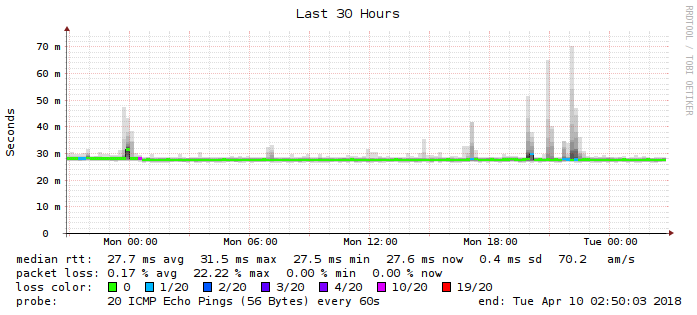 Last 30 Hours
RRDTOOL / TOBI OETIKER
Seconds
70 m
60 m
50 m
40 m
30 m
20 m
10 m
0
Mon 00:00 Mon 06:00 Mon 12:00 Mon 18:00 Tue 00:00
median rtt: 27.7 ms avg 31.5 ms max 27.5 ms min 27.6 ms now 0.4 ms sd 70.2 am/s
packet loss: 0.17 % avg 22.22 % max 0.00 % min 0.00 % now
loss color: 0 1/20 2/20 3/20 4/20 10/20 19/20
probe: 20 ICMP Echo Pings (56 Bytes) every 60s end: Tue Apr 10 02:50:03 2018